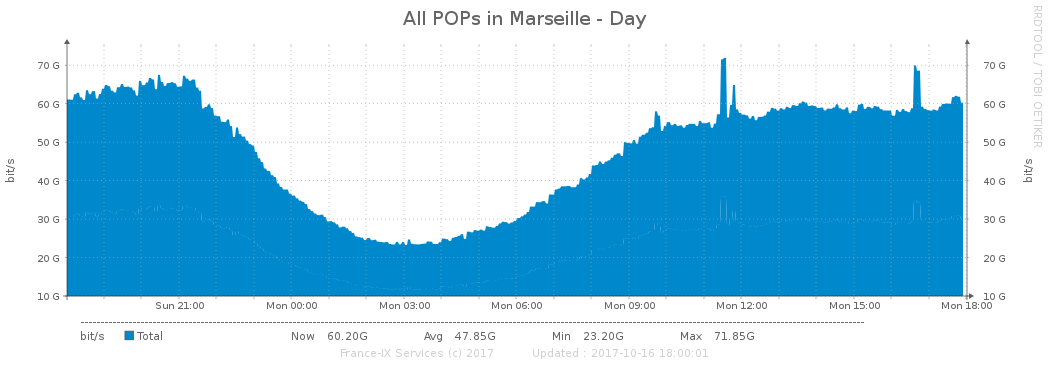 All POPs in Marseille - Day
RRDTOOL / TOBI OETIKER
bit/s
70 G 70 G
60 G 60 G
50 G 50 G
40 G 40 G
30 G 30 G
20 G 20 G
10 G 10 G
bit/s
Sun 21:00 Mon 00:00 Mon 03:00 Mon 06:00 Mon 09:00 Mon 12:00 Mon 15:00 Mon 18:00
bit/s Total Now 60.20G Avg 47.85G Min 23.20G Max 71.85G
France-IX Services (c) 2017 Updated : 2017-10-16 18:00:01